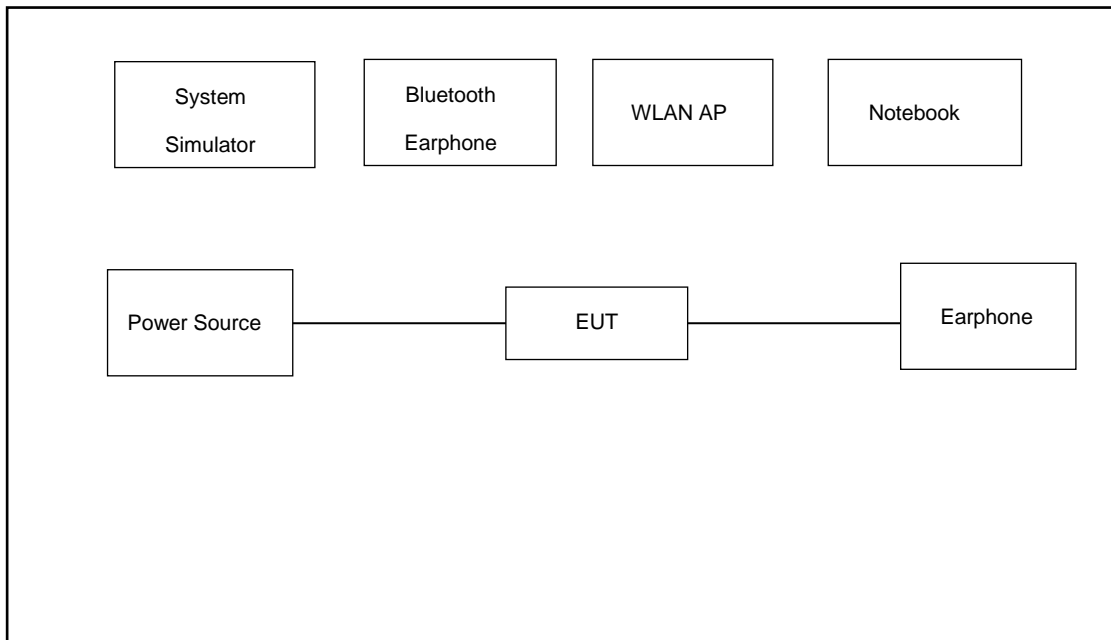 System
Simulator
Bluetooth
Earphone
WLAN AP
Notebook
Power Source
EUT
Earphone